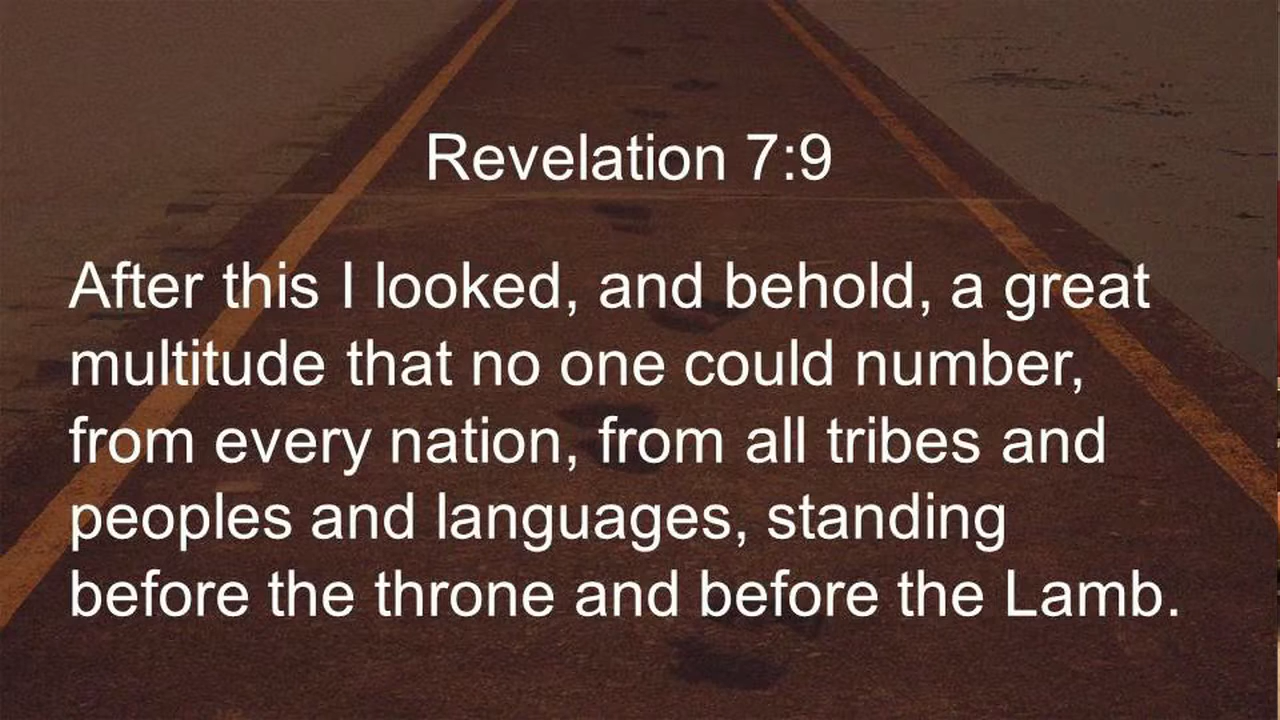 Revelation 7:9
After this I looked, and behold, a great
multitude that no one could number,
from every nation, from all tribes and
peoples and languages, standing
before the throne and before the Lamb.